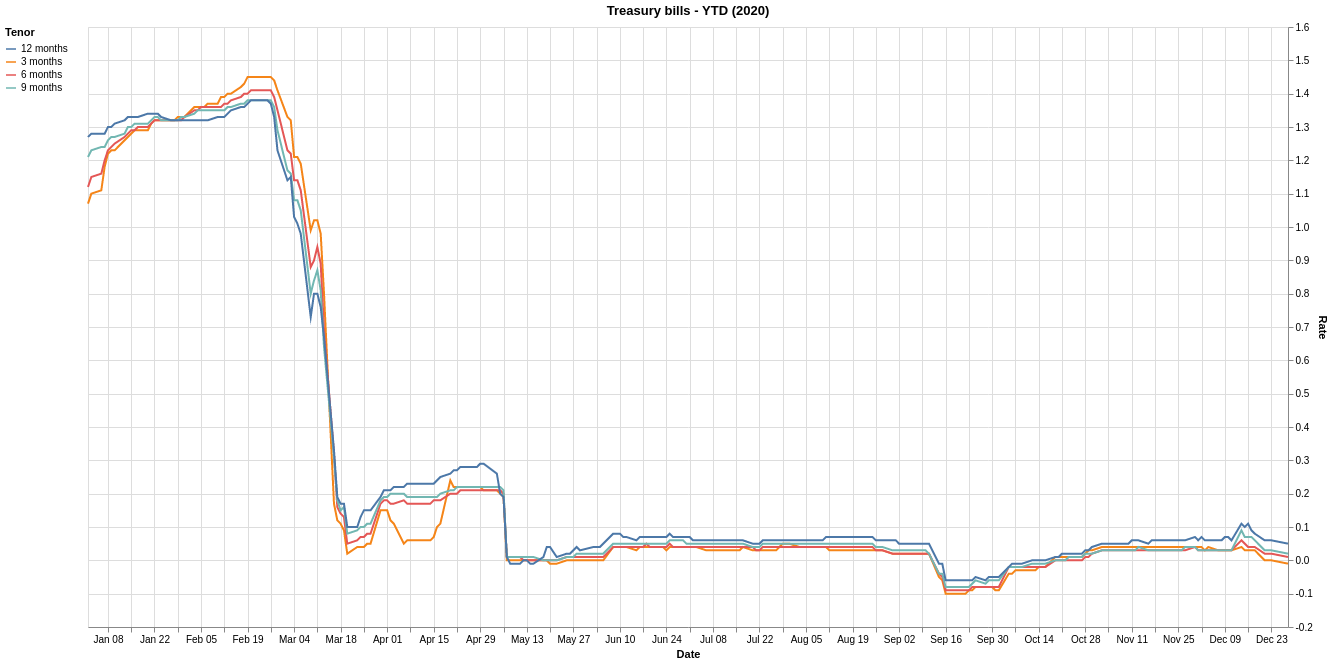 Treasury bills - YTD (2020)
Tenor
12 months
3 months
6 months
9 months
1.6
1.5
1.4
1.3
1.2
1.1
1.0
0.9
0.8
0.7
0.6
0.5
0.4
0.3
0.2
0.1
0.0
-0.1
-0.2
Rate
Jan 08 Jan 22 Feb 05 Feb 19 Mar 04 Mar 18 Apr 01 Apr 15 Apr 29 May 13 May 27 Jun 10 Jun 24 Jul 08 Jul 22 Aug 05 Aug 19 Sep 02 Sep 16 Sep 30 Oct 14 Oct 28 Nov 11 Nov 25 Dec 09 Dec 23
Date